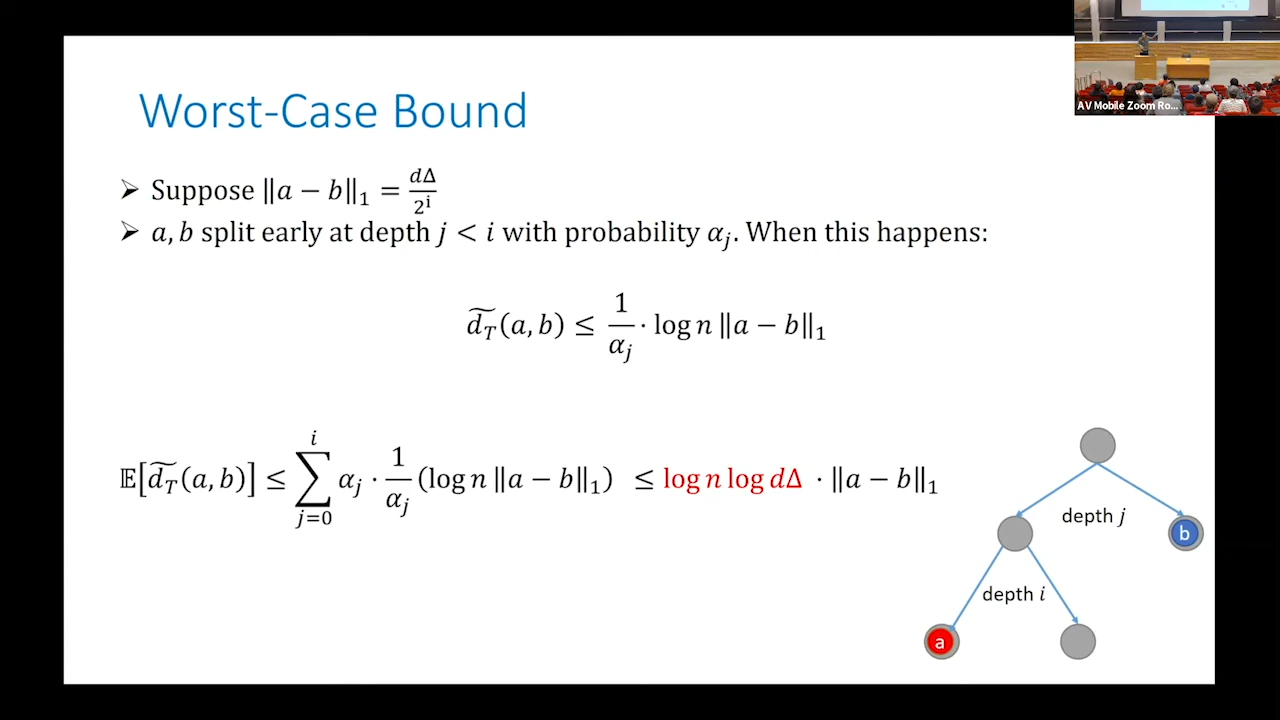 AV Mobile Zoom Ro...
Worst-Case Bound
➢ Suppose ‖a − b‖₁ = dΔ/2ⁱ
➢ a, b split early at depth j < i with probability αⱼ. When this happens:
d̃_T(a, b) ≤ 1/αⱼ · log n ‖a − b‖₁
𝔼[d̃_T(a, b)] ≤ ∑_{j=0}^{i} αⱼ · 1/αⱼ (log n ‖a − b‖₁) ≤ log n log dΔ · ‖a − b‖₁
depth j
b
depth i
a